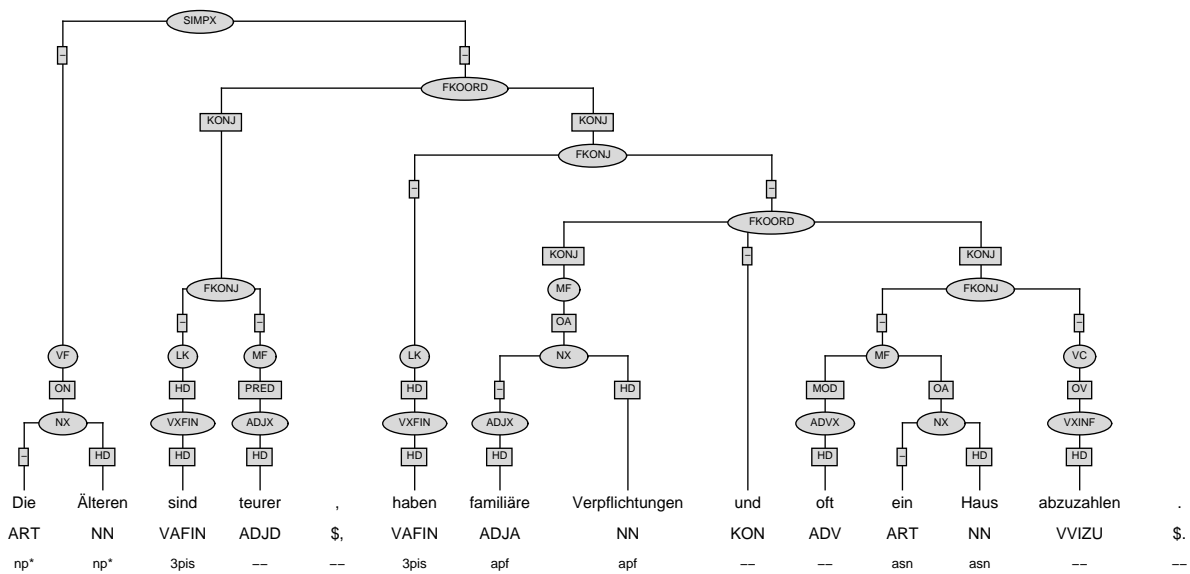 SIMPX
– –
FKOORD
KONJ KONJ
FKONJ
– –
FKOORD
KONJ – KONJ
FKONJ MF FKONJ
– – OA – –
VF LK MF LK NX MF VC
ON HD PRED HD – HD MOD OA OV
NX VXFIN ADJX VXFIN ADJX ADVX NX VXINF
– HD HD HD HD HD HD – HD HD
Die Älteren sind teurer , haben familiäre Verpflichtungen und oft ein Haus abzuzahlen .
ART NN VAFIN ADJD $, VAFIN ADJA NN KON ADV ART NN VVIZU $.
np* np* 3pis –– –– 3pis apf apf –– –– asn asn –– ––